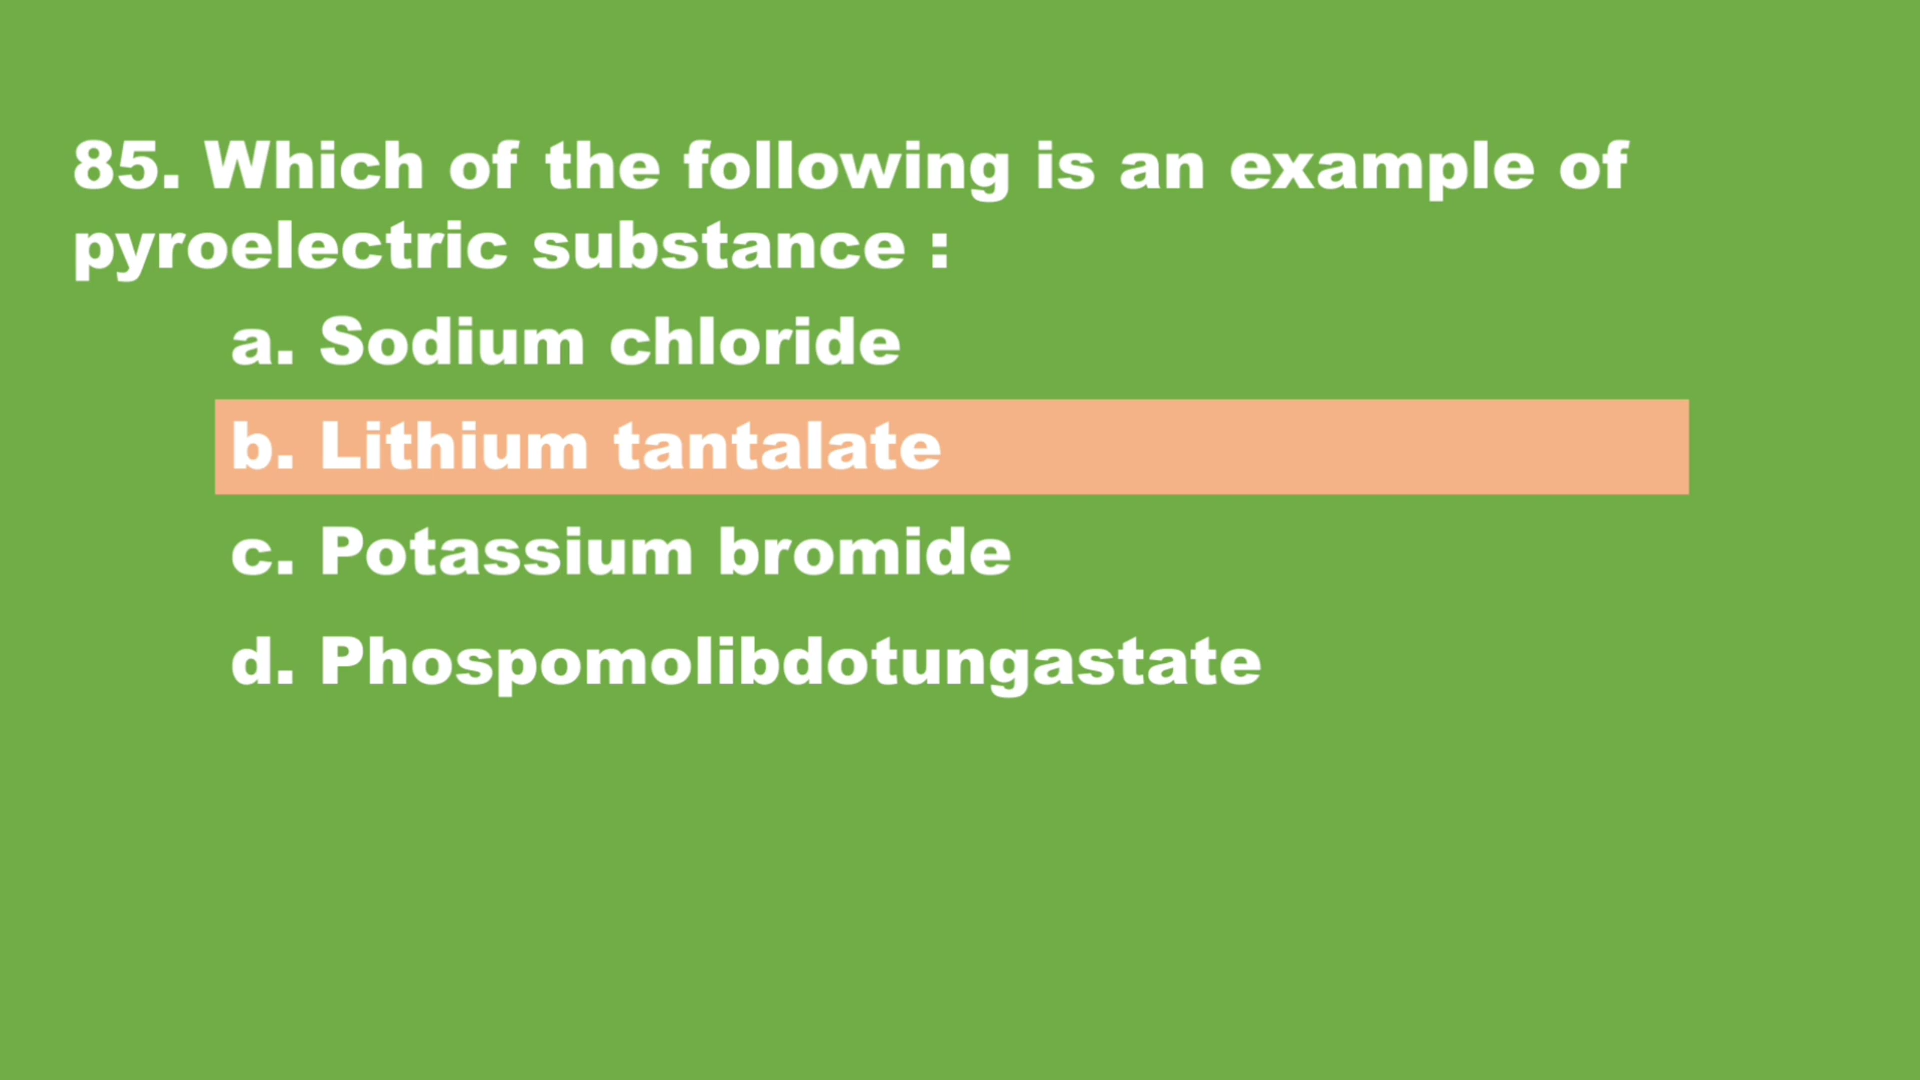 85. Which of the following is an example of
pyroelectric substance :
a. Sodium chloride
b. Lithium tantalate
c. Potassium bromide
d. Phospomolibdotungastate